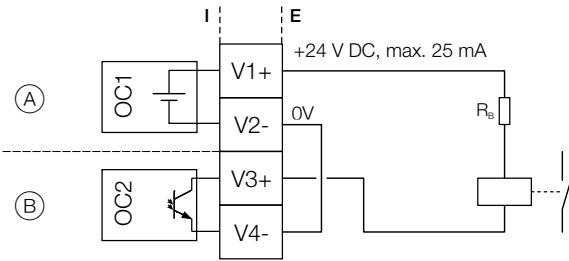 I E
+24 V DC, max. 25 mA
A OC1 V1+
V2- 0V
R_B
B OC2 V3+
V4-